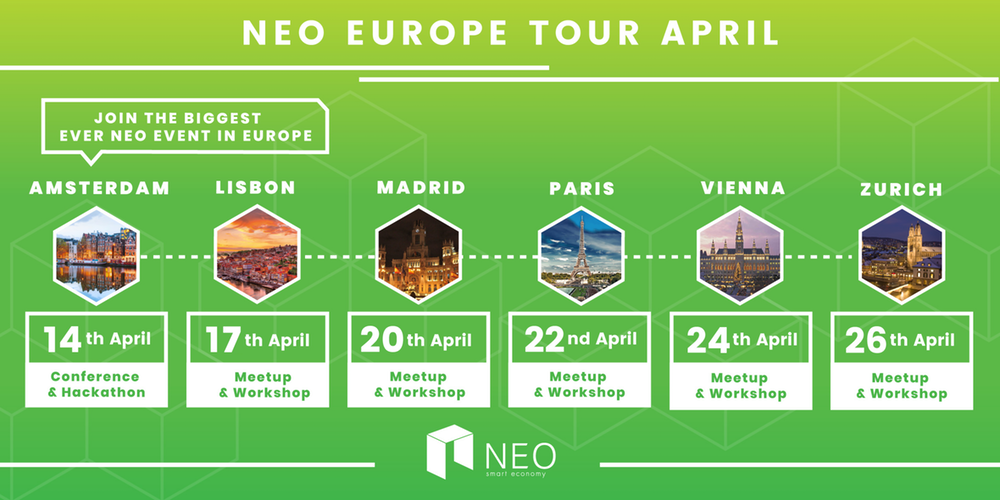 NEO EUROPE TOUR APRIL
JOIN THE BIGGEST
EVER NEO EVENT IN EUROPE
AMSTERDAM
LISBON
MADRID
PARIS
VIENNA
ZURICH
14th April
17th April
20th April
22nd April
24th April
26th April
Conference
& Hackathon
Meetup
& Workshop
Meetup
& Workshop
Meetup
& Workshop
Meetup
& Workshop
Meetup
& Workshop
NEO
smart economy